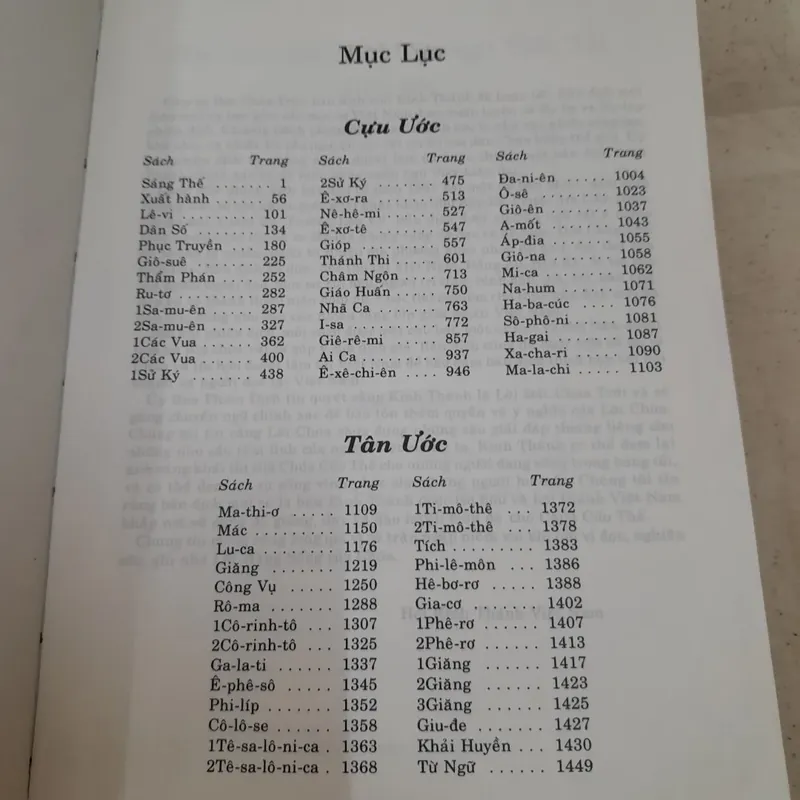 Mục Lục
Cựu Ước
Sách Trang
Sáng Thế ....... 1
Xuất hành ...... 56
Lê-vi .......... 101
Dân Số ........ 134
Phục Truyền ... 180
Giô-suê ........ 225
Thẩm Phán .... 252
Ru-tơ .......... 282
1Sa-mu-ên ...... 287
2Sa-mu-ên ...... 327
1Các Vua ...... 362
2Các Vua ...... 400
1Sử Ký ....... 438
Sách Trang
2Sử Ký ....... 475
Ê-xơ-ra ....... 513
Nê-hê-mi ...... 527
Ê-xơ-tê ....... 547
Gióp ......... 557
Thánh Thi .... 601
Châm Ngôn .... 713
Giáo Huấn .... 750
Nhã Ca ....... 763
I-sa .......... 772
Giê-rê-mi ..... 857
Ai Ca ........ 937
Ê-xê-chi-ên .... 946
Sách Trang
Đa-ni-ên ..... 1004
Ô-sê ........ 1023
Giô-ên ...... 1037
A-mốt ....... 1043
Áp-đia ...... 1055
Giô-na ...... 1058
Mi-ca ....... 1062
Na-hum ..... 1071
Ha-ba-cúc ... 1076
Sô-phô-ni .... 1081
Ha-gai ...... 1087
Xa-cha-ri .... 1090
Ma-la-chi .... 1103
Tân Ước
Sách Trang
Ma-thi-ơ ..... 1109
Mác ......... 1150
Lu-ca ........ 1176
Giăng ....... 1219
Công Vụ .... 1250
Rô-ma ....... 1288
1Cô-rinh-tô ... 1307
2Cô-rinh-tô ... 1325
Ga-la-ti ...... 1337
Ê-phê-sô ..... 1345
Phi-líp ...... 1352
Cô-lô-se ..... 1358
1Tê-sa-lô-ni-ca . 1363
2Tê-sa-lô-ni-ca . 1368
Sách Trang
1Ti-mô-thê ... 1372
2Ti-mô-thê ... 1378
Tích ........ 1383
Phi-lê-môn ... 1386
Hê-bơ-rơ .... 1388
Gia-cơ ...... 1402
1Phê-rơ ..... 1407
2Phê-rơ ..... 1413
1Giăng ...... 1417
2Giăng ...... 1423
3Giăng ...... 1425
Giu-đe ...... 1427
Khải Huyền ... 1430
Từ Ngữ ...... 1449